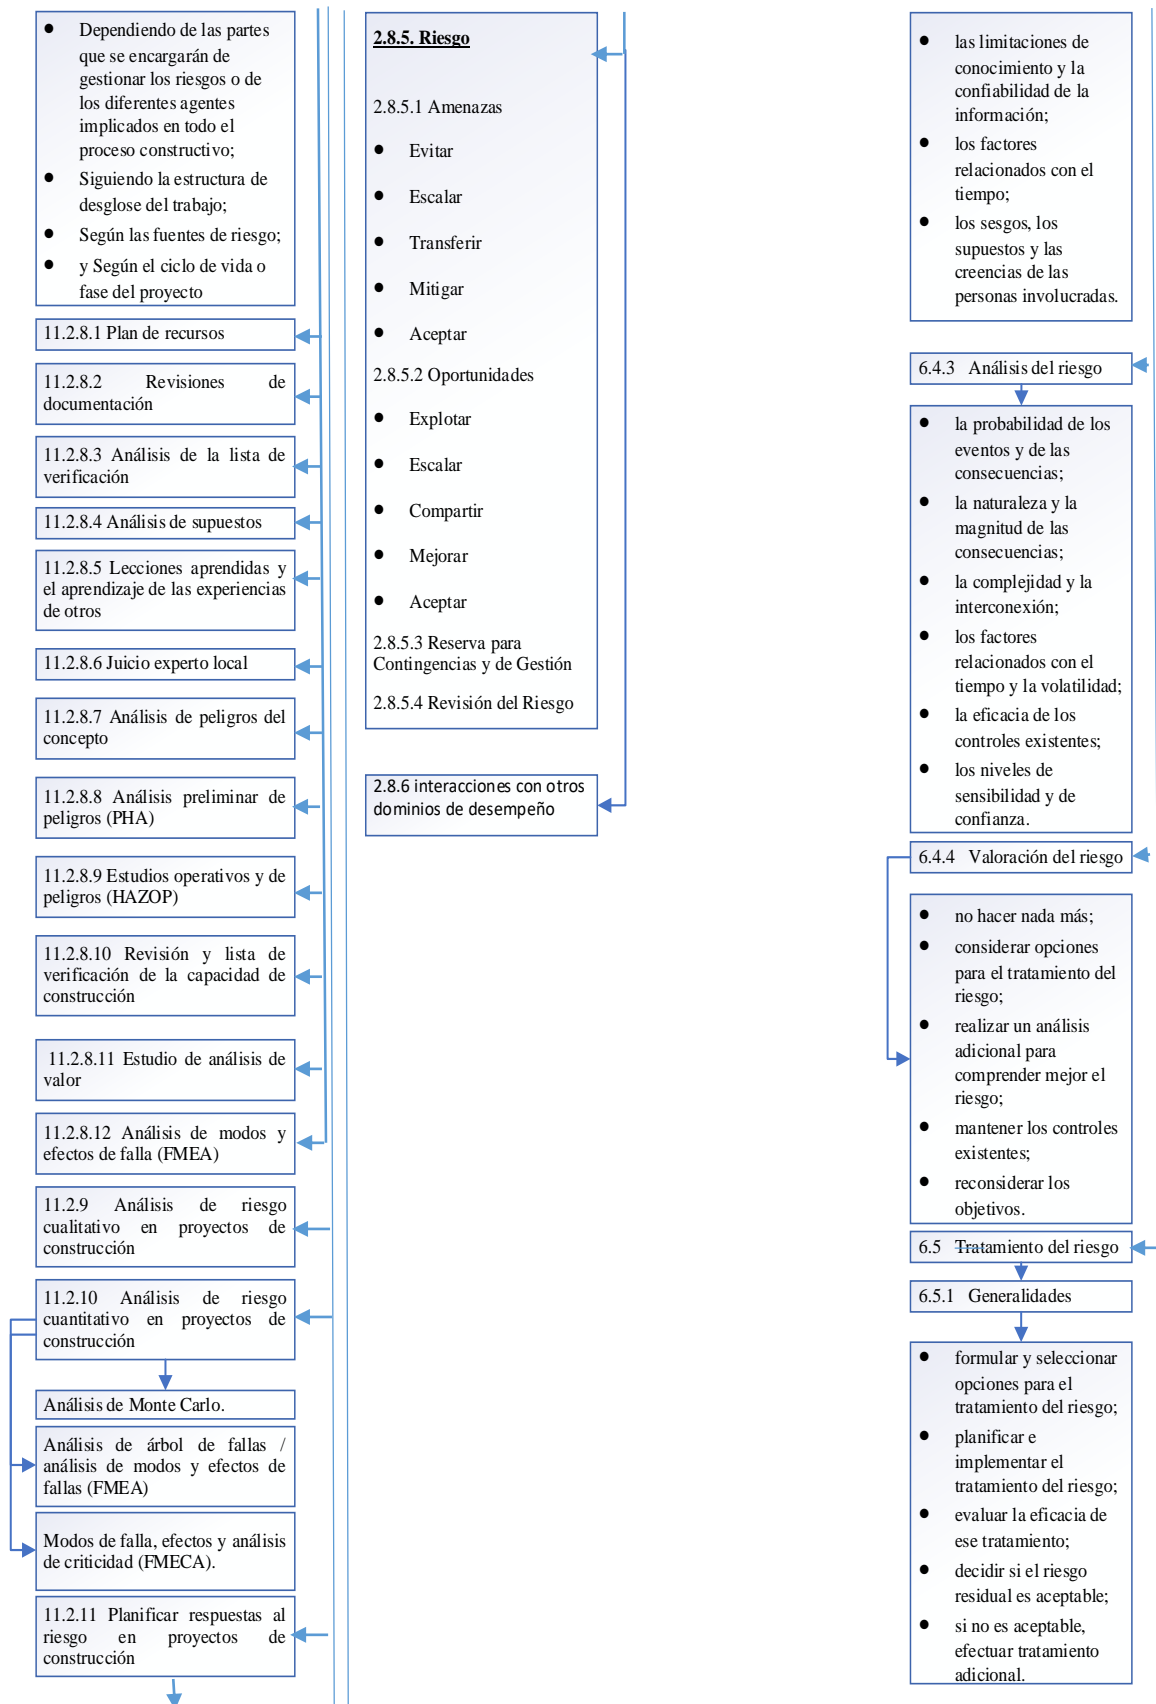 ● Dependiendo de las partes
que se encargarán de
gestionar los riesgos o de
los diferentes agentes
implicados en todo el
proceso constructivo;
● Siguiendo la estructura de
desglose del trabajo;
● Según las fuentes de riesgo;
● y Según el ciclo de vida o
fase del proyecto
11.2.8.1 Plan de recursos
11.2.8.2 Revisiones de
documentación
11.2.8.3 Análisis de la lista de
verificación
11.2.8.4 Análisis de supuestos
11.2.8.5 Lecciones aprendidas y
el aprendizaje de las experiencias
de otros
11.2.8.6 Juicio experto local
11.2.8.7 Análisis de peligros del
concepto
11.2.8.8 Análisis preliminar de
peligros (PHA)
11.2.8.9 Estudios operativos y de
peligros (HAZOP)
11.2.8.10 Revisión y lista de
verificación de la capacidad de
construcción
11.2.8.11 Estudio de análisis de
valor
11.2.8.12 Análisis de modos y
efectos de falla (FMEA)
11.2.9 Análisis de riesgo
cualitativo en proyectos de
construcción
11.2.10 Análisis de riesgo
cuantitativo en proyectos de
construcción
Análisis de Monte Carlo.
Análisis de árbol de fallas /
análisis de modos y efectos de
fallas (FMEA)
Modos de falla, efectos y análisis
de criticidad (FMECA).
11.2.11 Planificar respuestas al
riesgo en proyectos de
construcción
2.8.5. Riesgo
2.8.5.1 Amenazas
● Evitar
● Escalar
● Transferir
● Mitigar
● Aceptar
2.8.5.2 Oportunidades
● Explotar
● Escalar
● Compartir
● Mejorar
● Aceptar
2.8.5.3 Reserva para
Contingencias y de Gestión
2.8.5.4 Revisión del Riesgo
2.8.6 interacciones con otros
dominios de desempeño
● las limitaciones de
conocimiento y la
confiabilidad de la
información;
● los factores
relacionados con el
tiempo;
● los sesgos, los
supuestos y las
creencias de las
personas involucradas.
6.4.3 Análisis del riesgo
● la probabilidad de los
eventos y de las
consecuencias;
● la naturaleza y la
magnitud de las
consecuencias;
● la complejidad y la
interconexión;
● los factores
relacionados con el
tiempo y la volatilidad;
● la eficacia de los
controles existentes;
● los niveles de
sensibilidad y de
confianza.
6.4.4 Valoración del riesgo
● no hacer nada más;
● considerar opciones
para el tratamiento del
riesgo;
● realizar un análisis
adicional para
comprender mejor el
riesgo;
● mantener los controles
existentes;
● reconsiderar los
objetivos.
6.5 Tratamiento del riesgo
6.5.1 Generalidades
● formular y seleccionar
opciones para el
tratamiento del riesgo;
● planificar e
implementar el
tratamiento del riesgo;
● evaluar la eficacia de
ese tratamiento;
● decidir si el riesgo
residual es aceptable;
● si no es aceptable,
efectuar tratamiento
adicional.